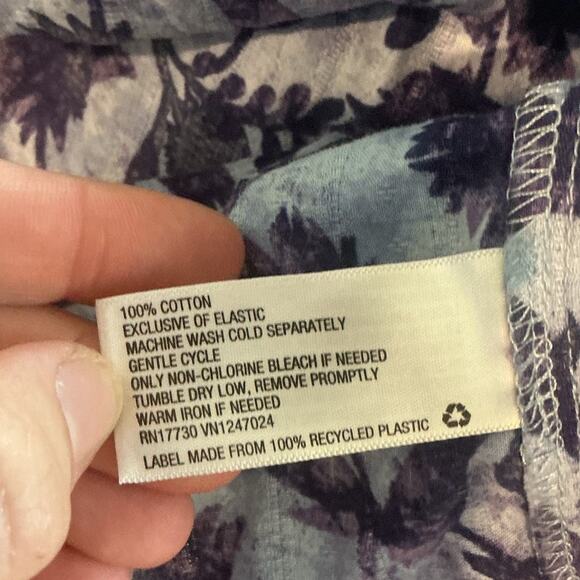 100% COTTON
EXCLUSIVE OF ELASTIC
MACHINE WASH COLD SEPARATELY
GENTLE CYCLE
ONLY NON-CHLORINE BLEACH IF NEEDED
TUMBLE DRY LOW, REMOVE PROMPTLY
WARM IRON IF NEEDED
RN17730 VN1247024
LABEL MADE FROM 100% RECYCLED PLASTIC